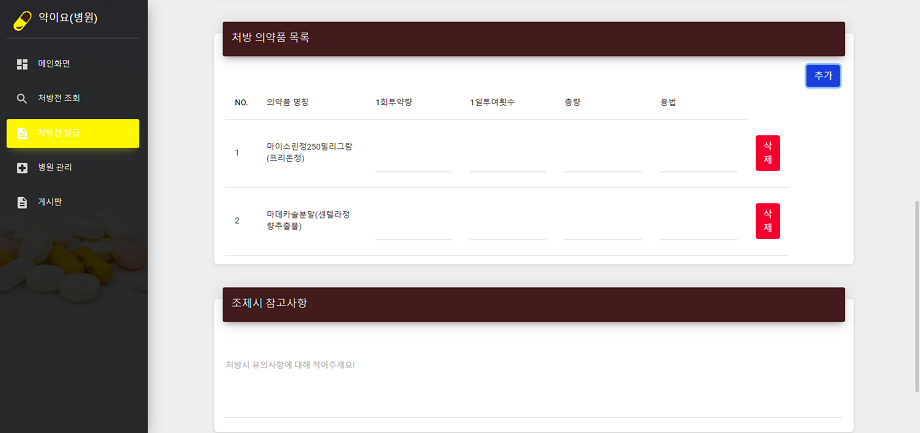 약이요(병원)
메인화면
처방전 조회
처방전 발급
병원 관리
게시판
처방 의약품 목록
추가
NO. 의약품 명칭 1회투약량 1일투여횟수 총량 용법
1 마이소린정250밀리그람
(프리돈정)
삭
제
2 마데카솔분말(센텔라정
량추출물)
삭
제
조제시 참고사항
처방시 유의사항에 대해 적어주세요!